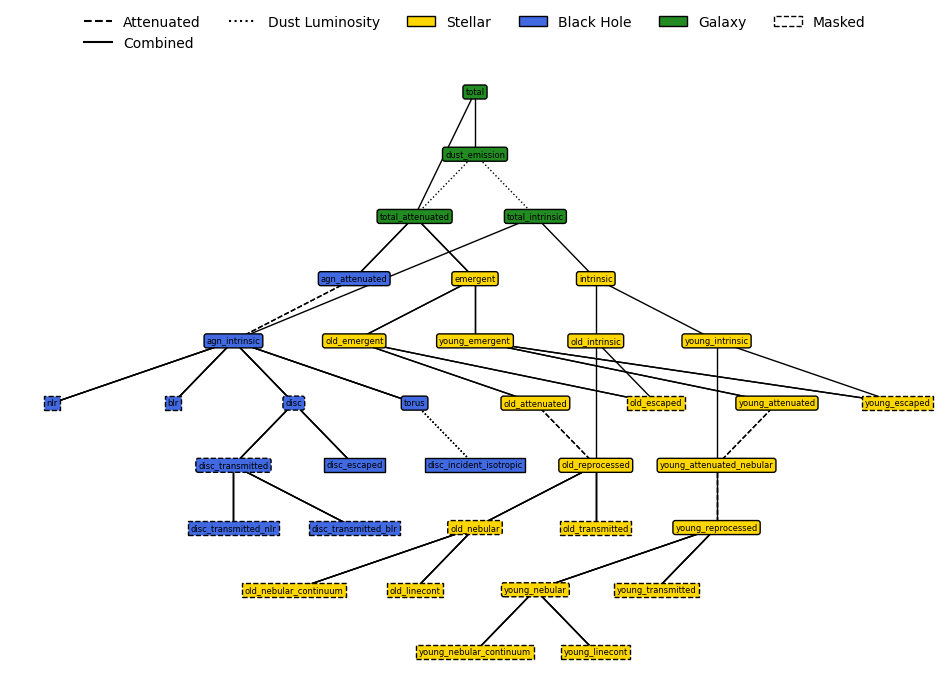 Attenuated Dust Luminosity Stellar Black Hole Galaxy Masked
Combined
total
dust_emission
total_attenuated total_intrinsic
agn_attenuated emergent intrinsic
agn_intrinsic old_emergent young_emergent old_intrinsic young_intrinsic
nlr blr disc torus old_attenuated old_escaped young_attenuated young_escaped
disc_transmitted disc_escaped disc_incident_isotropic old_reprocessed young_attenuated_nebular
disc_transmitted_nlr disc_transmitted_blr old_nebular old_transmitted young_reprocessed
old_nebular_continuum old_linecont young_nebular young_transmitted
young_nebular_continuum young_linecont